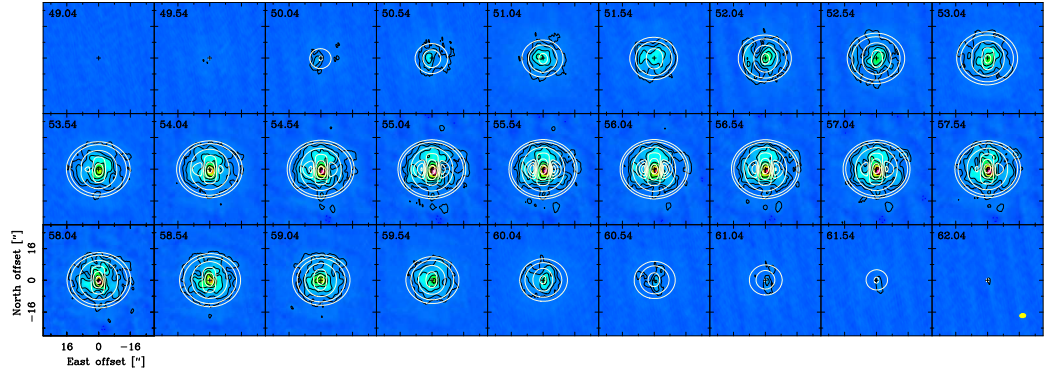 49.04 49.54 50.04 50.54 51.04 51.54 52.04 52.54 53.04
53.54 54.04 54.54 55.04 55.54 56.04 56.54 57.04 57.54
58.04 58.54 59.04 59.54 60.04 60.54 61.04 61.54 62.04
North offset ["]
16
0
−16
16 0 −16
East offset ["]